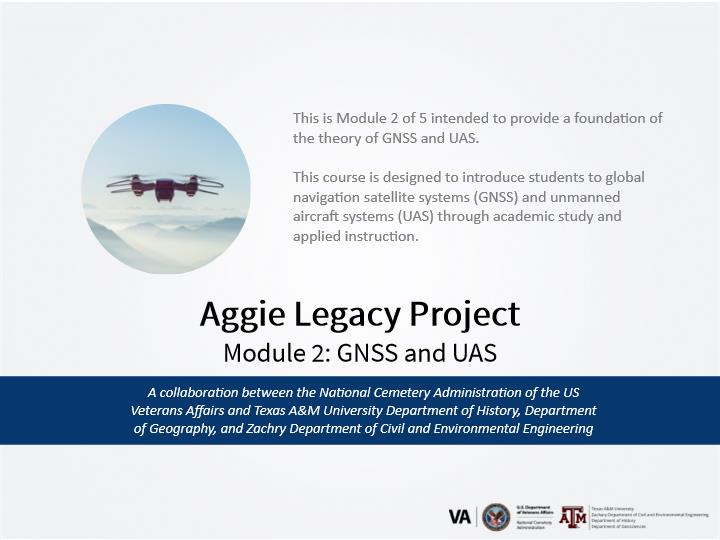 This is Module 2 of 5 intended to provide a foundation of
the theory of GNSS and UAS.
This course is designed to introduce students to global
navigation satellite systems (GNSS) and unmanned
aircraft systems (UAS) through academic study and
applied instruction.
Aggie Legacy Project
Module 2: GNSS and UAS
A collaboration between the National Cemetery Administration of the US
Veterans Affairs and Texas A&M University Department of History, Department
of Geography, and Zachry Department of Civil and Environmental Engineering
VA
U.S. Department
of Veterans Affairs
National Cemetery
Administration
ATM
Texas A&M University
Zachry Department of Civil and Environmental Engineering
Department of History
Department of Geosciences